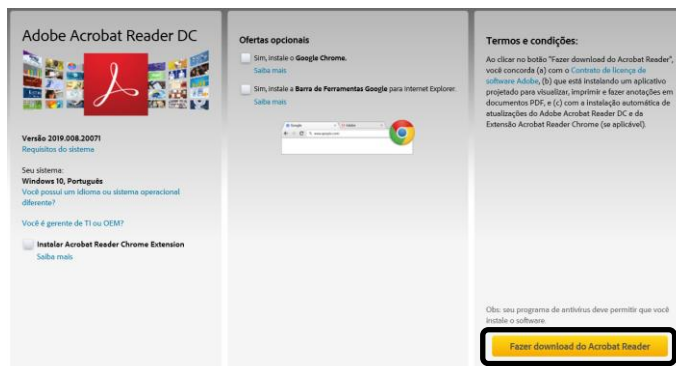 Adobe Acrobat Reader DC
Versão 2019.008.20071
Requisitos do sistema
Seu sistema:
Windows 10, Português
Você possui um idioma ou sistema operacional
diferente?
Você é gerente de TI ou OEM?
Instalar Acrobat Reader Chrome Extension
Saiba mais
Ofertas opcionais
Sim, instale o Google Chrome.
Saiba mais
Sim, instale a Barra de Ferramentas Google para Internet Explorer.
Saiba mais
Termos e condições:
Ao clicar no botão "Fazer download do Acrobat Reader",
você concorda (a) com o Contrato de licença de
software Adobe, (b) que está instalando um aplicativo
projetado para visualizar, imprimir e fazer anotações em
documentos PDF, e (c) com a instalação automática de
atualizações do Adobe Acrobat Reader DC e da
Extensão Acrobat Reader Chrome (se aplicável).
Obs: seu programa de antivírus deve permitir que você
instale o software.
Fazer download do Acrobat Reader